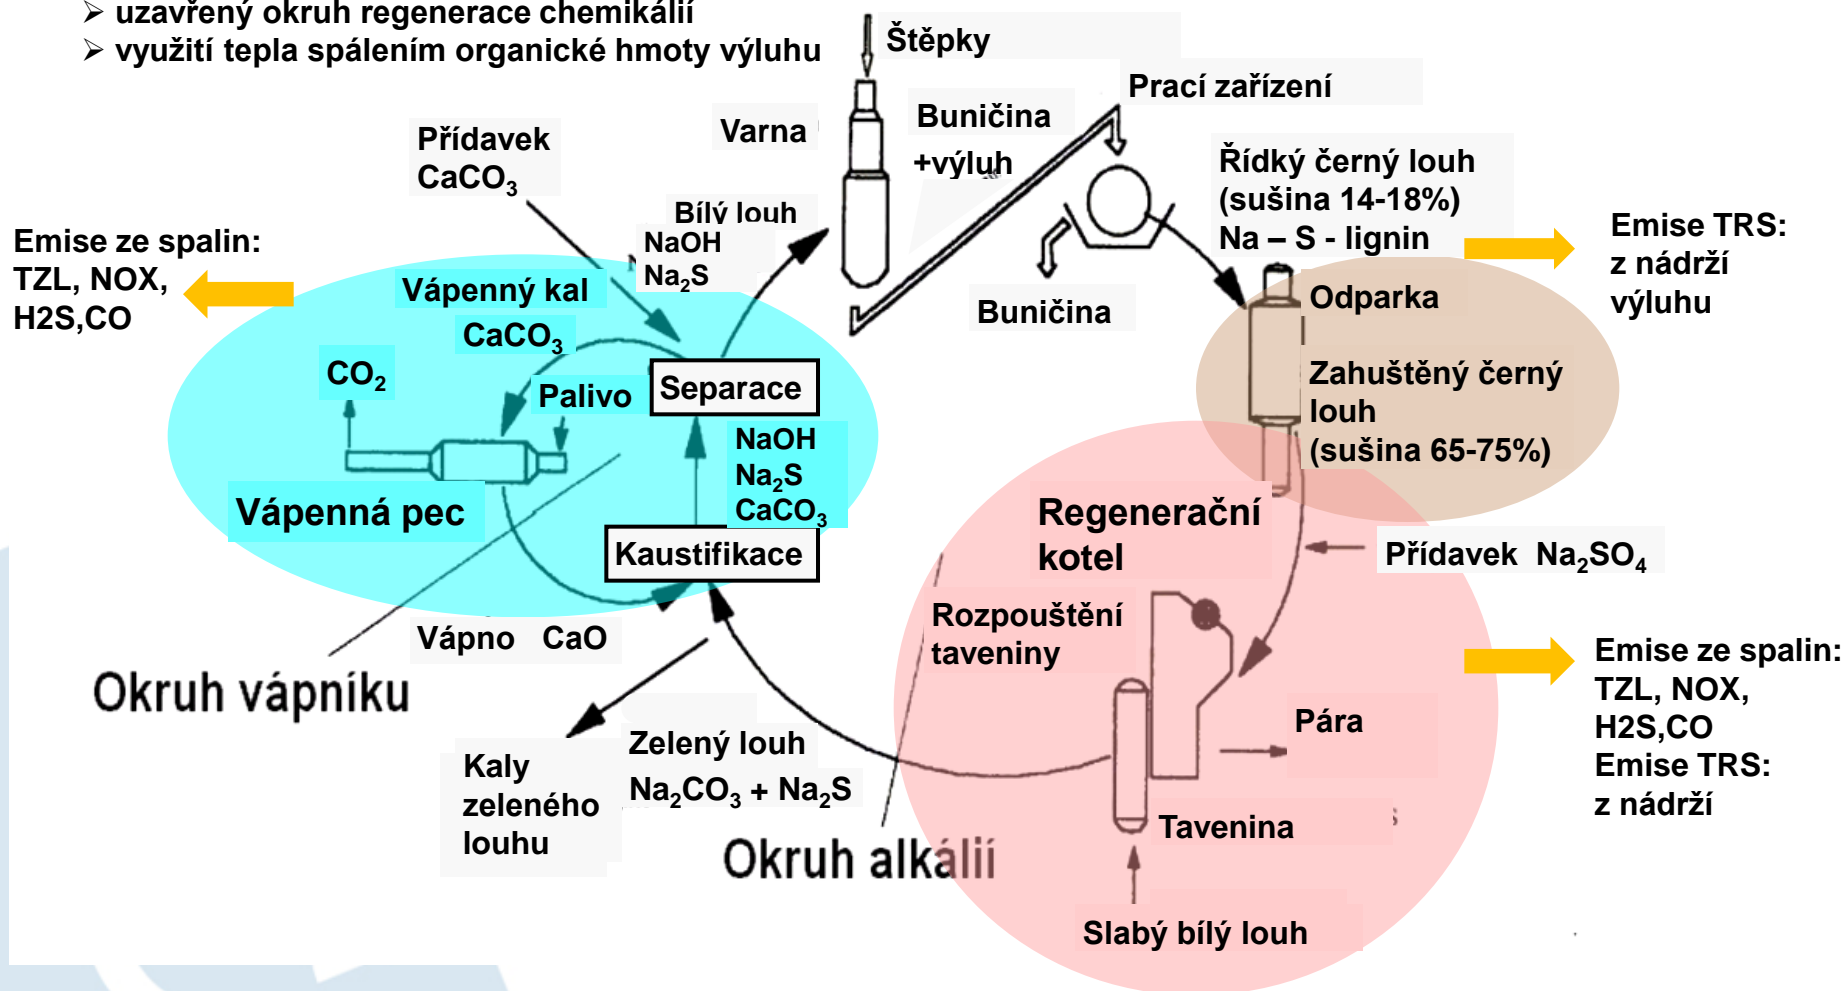 ➢ uzavřený okruh regenerace chemikálií
➢ využití tepla spálením organické hmoty výluhu
Štěpky
Prací zařízení
Varna
Buničina
+výluh
Přídavek
CaCO₃
Řídký černý louh
(sušina 14-18%)
Na – S - lignin
Bílý louh
NaOH
Na₂S
Emise ze spalin:
TZL, NOX,
H2S,CO
Emise TRS:
z nádrží
výluhu
Vápenný kal
CaCO₃
Buničina
Odparka
CO₂
Palivo
Separace
Zahuštěný černý
louh
(sušina 65-75%)
NaOH
Na₂S
CaCO₃
Vápenná pec
Regenerační
kotel
Kaustifikace
Přídavek Na₂SO₄
Rozpouštění
taveniny
Vápno CaO
Emise ze spalin:
TZL, NOX,
H2S,CO
Emise TRS:
z nádrží
Okruh vápníku
Pára
Zelený louh
Na₂CO₃ + Na₂S
Kaly
zeleného
louhu
Tavenina
Okruh alkálií
Slabý bílý louh